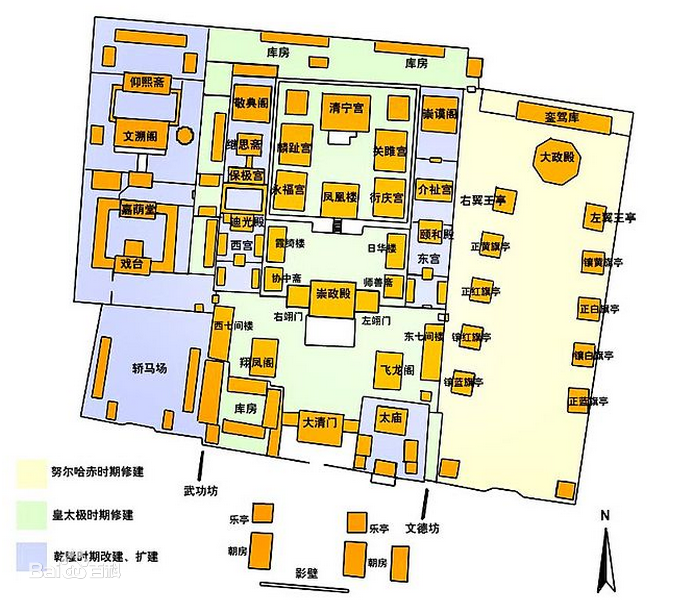 库房
库房
仰熙斋
敬典阁
清宁宫
崇谟阁
銮驾库
文溯阁
继思斋
麟趾宫
关雎宫
大政殿
保极宫
永福宫
凤凰楼
衍庆宫
介祉宫
右翼王亭
左翼王亭
嘉荫堂
迪光殿
颐和殿
西宫
霞绮楼
日华楼
东宫
正黄旗亭
镶黄旗亭
戏台
协中斋
师善斋
崇政殿
正红旗亭
正白旗亭
右翊门
左翊门
西七间楼
东七间楼
镶红旗亭
镶白旗亭
轿马场
翔凤阁
飞龙阁
镶蓝旗亭
正蓝旗亭
库房
大清门
太庙
努尔哈赤时期修建
皇太极时期修建
乾隆时期改建、扩建
Bai百科
武功坊
文德坊
乐亭
乐亭
朝房
朝房
影壁
N